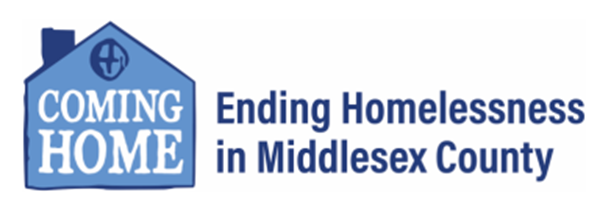 COMING
HOME
Ending Homelessness
in Middlesex County